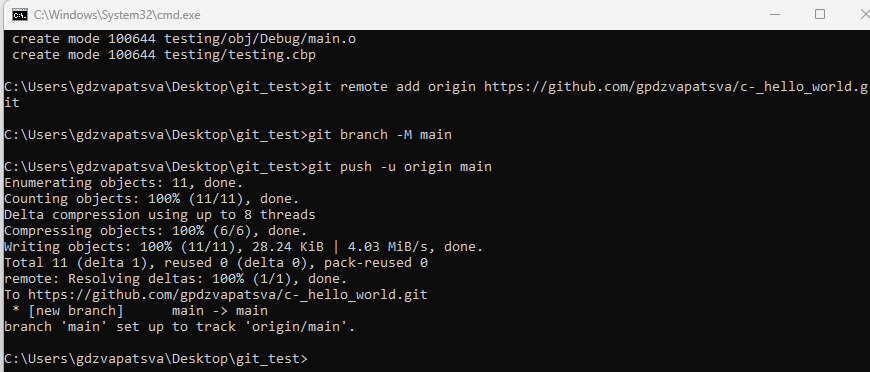 C:\Windows\System32\cmd.exe
create mode 100644 testing/obj/Debug/main.o
create mode 100644 testing/testing.cbp
C:\Users\gdzvapatsva\Desktop\git_test>git remote add origin https://github.com/gpdzvapatsva/c-_hello_world.g
it
C:\Users\gdzvapatsva\Desktop\git_test>git branch -M main
C:\Users\gdzvapatsva\Desktop\git_test>git push -u origin main
Enumerating objects: 11, done.
Counting objects: 100% (11/11), done.
Delta compression using up to 8 threads
Compressing objects: 100% (6/6), done.
Writing objects: 100% (11/11), 28.24 KiB | 4.03 MiB/s, done.
Total 11 (delta 1), reused 0 (delta 0), pack-reused 0
remote: Resolving deltas: 100% (1/1), done.
To https://github.com/gpdzvapatsva/c-_hello_world.git
 * [new branch]      main -> main
branch 'main' set up to track 'origin/main'.
C:\Users\gdzvapatsva\Desktop\git_test>